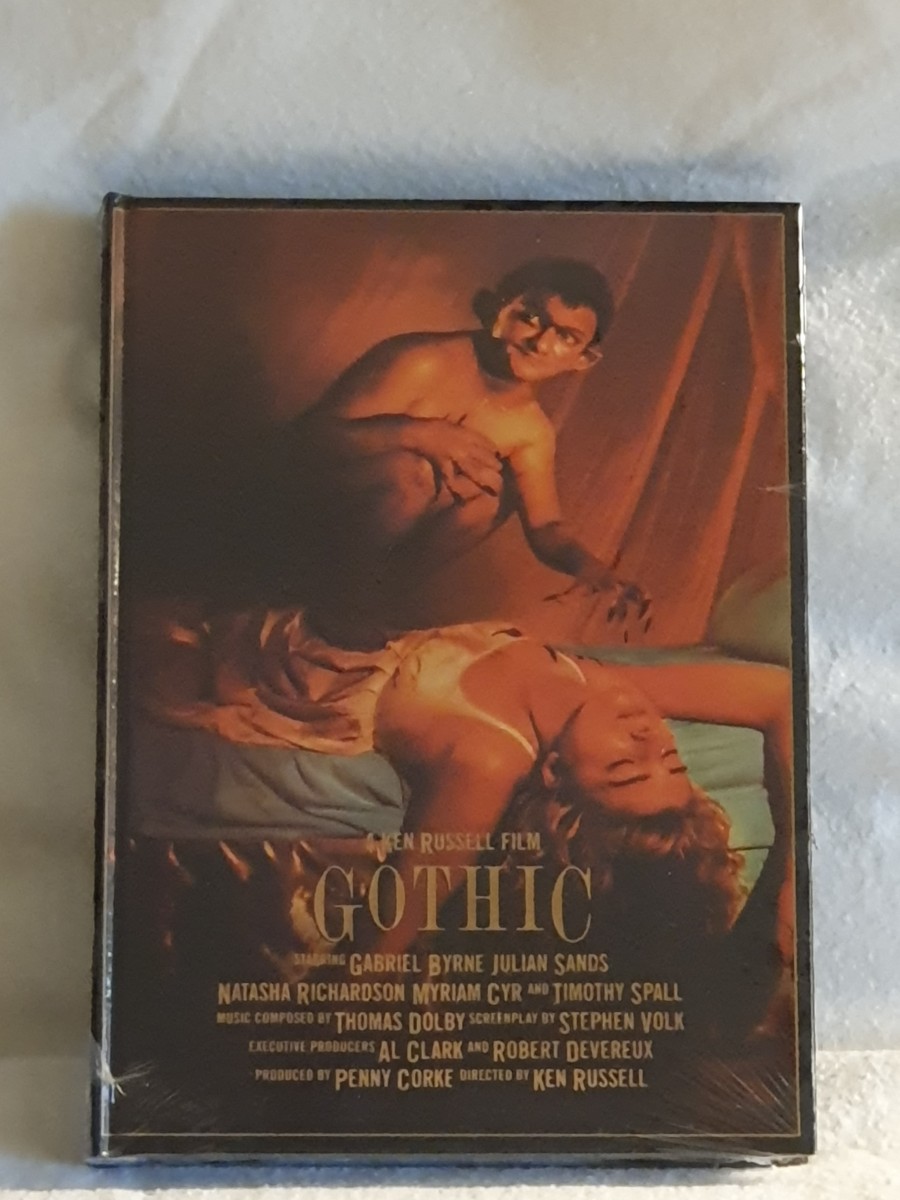 A KEN RUSSELL FILM
GOTHIC
STARRING GABRIEL BYRNE JULIAN SANDS
NATASHA RICHARDSON MYRIAM CYR AND TIMOTHY SPALL
MUSIC COMPOSED BY THOMAS DOLBY SCREENPLAY BY STEPHEN VOLK
EXECUTIVE PRODUCERS AL CLARK AND ROBERT DEVEREUX
PRODUCED BY PENNY CORKE DIRECTED BY KEN RUSSELL